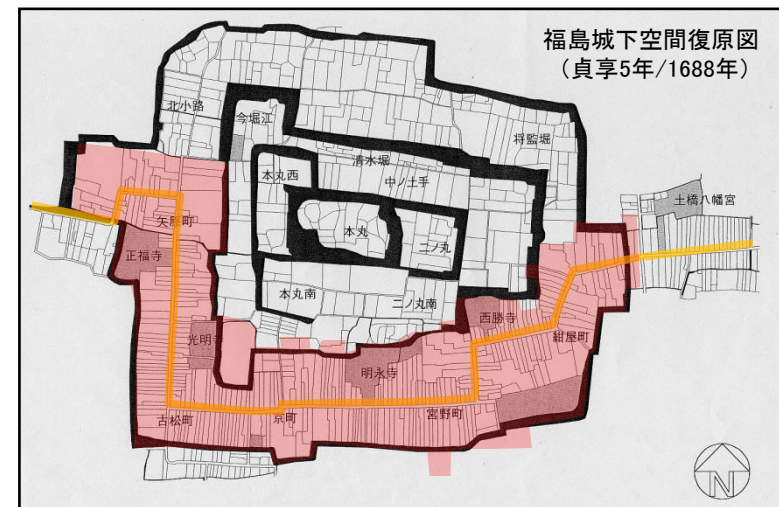 福島城下空間復原図
（貞享5年/1688年）
北小路
今堀江
将監堀
清水堀
本丸西
中ノ土手
土橋八幡宮
矢原町
本丸
二ノ丸
正福寺
本丸南
二ノ丸南
西勝寺
光明寺
紺屋町
明永寺
古松町
京町
宮野町
N